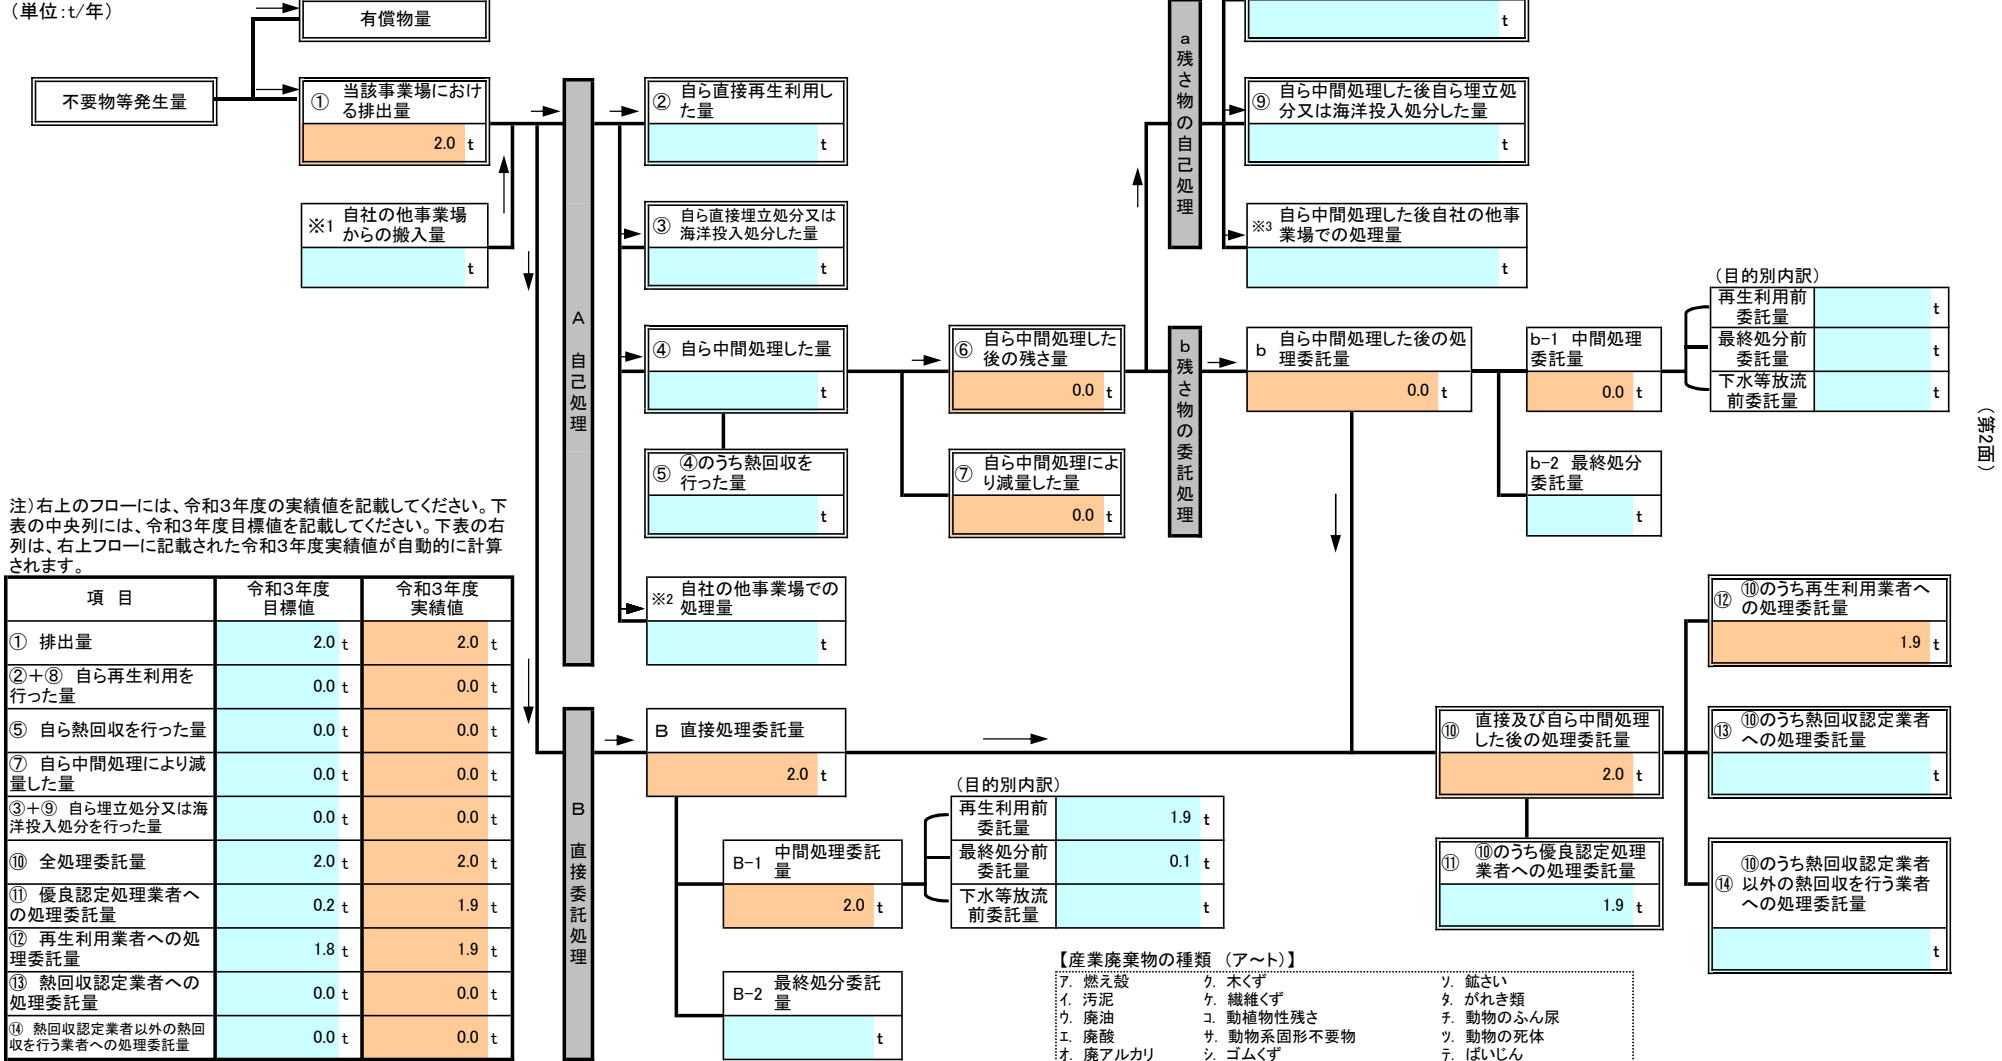 （単位：t/年）
有償物量
不要物等発生量
① 当該事業場におけ
る排出量
2.0 t
※1 自社の他事業場
からの搬入量
t
A 自己処理
② 自ら直接再生利用し
た量
t
③ 自ら直接埋立処分又は
海洋投入処分した量
t
④ 自ら中間処理した量
t
⑤ ④のうち熱回収を
行った量
t
※2 自社の他事業場での
処理量
t
⑥ 自ら中間処理した
後の残さ量
0.0 t
⑦ 自ら中間処理によ
り減量した量
0.0 t
a残さ物の自己処理
t
⑨ 自ら中間処理した後自ら埋立処
分又は海洋投入処分した量
t
※3 自ら中間処理した後自社の他事
業場での処理量
t
b残さ物の委託処理
b 自ら中間処理した後の処
理委託量
0.0 t
b-1 中間処理
委託量
0.0 t
b-2 最終処分
委託量
t
（目的別内訳）
再生利用前
委託量
t
最終処分前
委託量
t
下水等放流
前委託量
t
（第2面）
注）右上のフローには、令和3年度の実績値を記載してください。下
表の中央列には、令和3年度目標値を記載してください。下表の右
列は、右上フローに記載された令和3年度実績値が自動的に計算
されます。
項 目 令和3年度
目標値 令和3年度
実績値
① 排出量 2.0 t 2.0 t
②＋⑧ 自ら再生利用を
行った量 0.0 t 0.0 t
⑤ 自ら熱回収を行った量 0.0 t 0.0 t
⑦ 自ら中間処理により減
量した量 0.0 t 0.0 t
③＋⑨ 自ら埋立処分又は海
洋投入処分を行った量 0.0 t 0.0 t
⑩ 全処理委託量 2.0 t 2.0 t
⑪ 優良認定処理業者へ
の処理委託量 0.2 t 1.9 t
⑫ 再生利用業者への処
理委託量 1.8 t 1.9 t
⑬ 熱回収認定業者への
処理委託量 0.0 t 0.0 t
⑭ 熱回収認定業者以外の熱回
収を行う業者への処理委託量 0.0 t 0.0 t
B 直接委託処理
B 直接処理委託量
2.0 t
B-1 中間処理委託
量
2.0 t
B-2 最終処分委託
量
t
（目的別内訳）
再生利用前
委託量
1.9 t
最終処分前
委託量
0.1 t
下水等放流
前委託量
t
⑩ 直接及び自ら中間処理
した後の処理委託量
2.0 t
⑪ ⑩のうち優良認定処理
業者への処理委託量
1.9 t
⑫ ⑩のうち再生利用業者へ
の処理委託量
1.9 t
⑬ ⑩のうち熱回収認定業者
への処理委託量
t
⑭ ⑩のうち熱回収認定業者
以外の熱回収を行う業者
への処理委託量
t
【産業廃棄物の種類 （ア～ト）】
ア. 燃え殻 ク. 木くず ソ. 鉱さい
イ. 汚泥 ケ. 繊維くず タ. がれき類
ウ. 廃油 コ. 動植物性残さ チ. 動物のふん尿
エ. 廃酸 サ. 動物系固形不要物 ツ. 動物の死体
オ. 廃アルカリ シ. ゴムくず テ. ばいじん